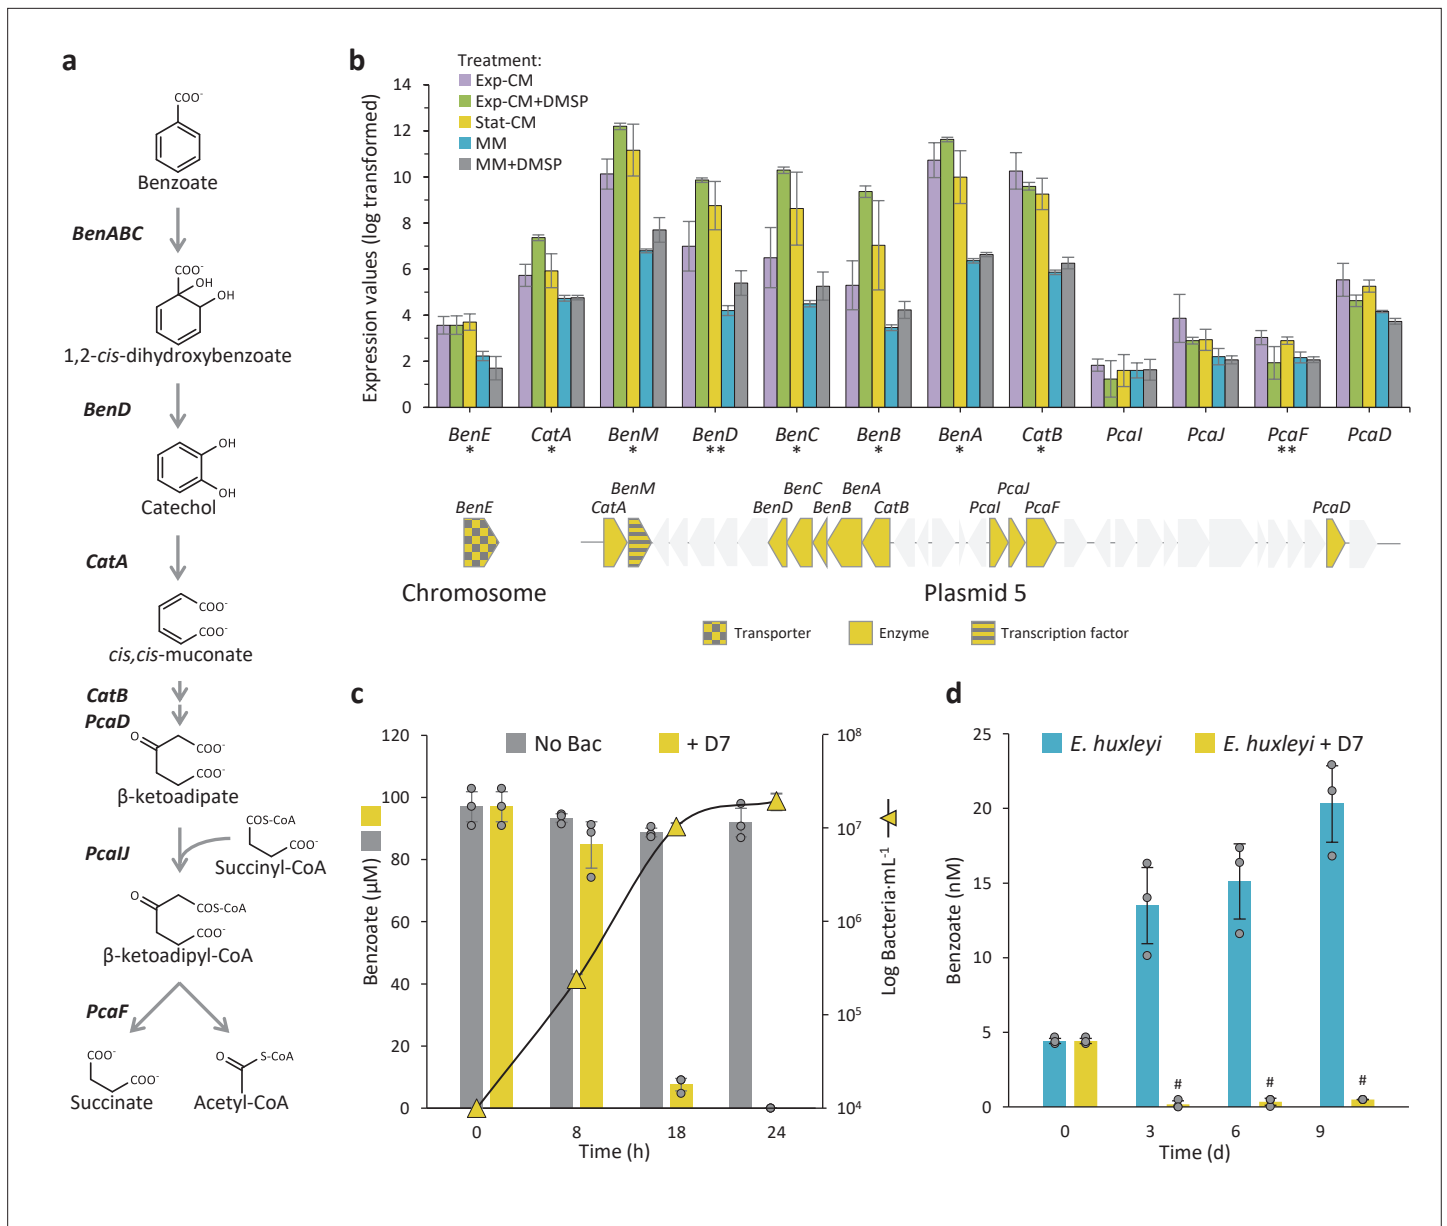 a
COO⁻
Benzoate
BenABC
COO⁻
OH
OH
1,2-cis-dihydroxybenzoate
BenD
OH
OH
Catechol
CatA
COO⁻
COO⁻
cis,cis-muconate
CatB
PcaD
O
COO⁻
COO⁻
β-ketoadipate
PcaIJ
COS-CoA
COO⁻
Succinyl-CoA
O
COS-CoA
COO⁻
β-ketoadipyl-CoA
PcaF
COO⁻
COO⁻
Succinate
O
S-CoA
Acetyl-CoA
b
Treatment:
Exp-CM
Exp-CM+DMSP
Stat-CM
MM
MM+DMSP
Expression values (log transformed)
14
12
10
8
6
4
2
0
BenE CatA BenM BenD BenC BenB BenA CatB PcaI PcaJ PcaF PcaD
* * * ** * * * * **
BenM BenC BenA PcaJ
BenE CatA BenD BenB CatB PcaI PcaF PcaD
Chromosome Plasmid 5
Transporter Enzyme Transcription factor
c
No Bac + D7
Benzoate (µM)
120
100
80
60
40
20
0
10⁸
10⁷
10⁶
10⁵
10⁴
Log Bacteria·mL⁻¹
0 8 18 24
Time (h)
d
E. huxleyi E. huxleyi + D7
Benzoate (nM)
25
20
15
10
5
0
# # #
0 3 6 9
Time (d)